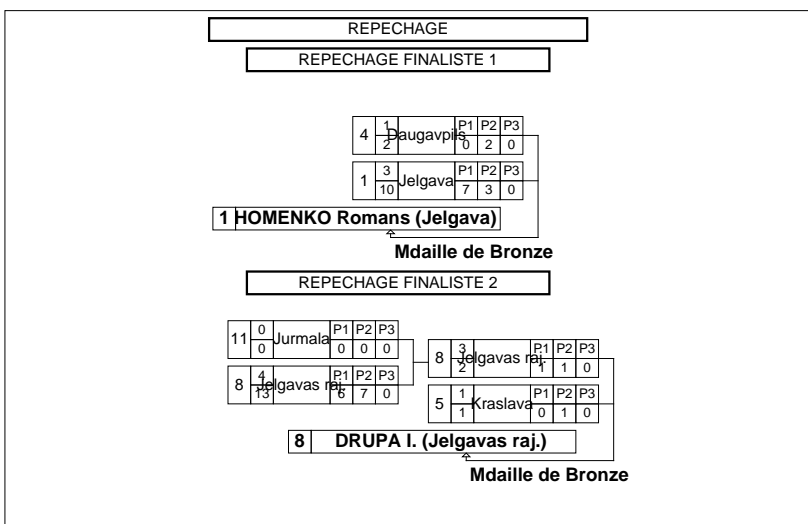 REPECHAGE
REPECHAGE FINALISTE 1
4 1 Daugavpils P1 P2 P3
2 0 2 0
1 3 Jelgava P1 P2 P3
10 7 3 0
1 HOMENKO Romans (Jelgava)
Mdaille de Bronze
REPECHAGE FINALISTE 2
11 0 Jurmala P1 P2 P3
0 0 0 0
8 3 Jelgavas raj. P1 P2 P3
2 1 1 0
8 4 Jelgavas raj. P1 P2 P3
13 6 7 0
5 1 Kraslava P1 P2 P3
1 0 1 0
8 DRUPA I. (Jelgavas raj.)
Mdaille de Bronze